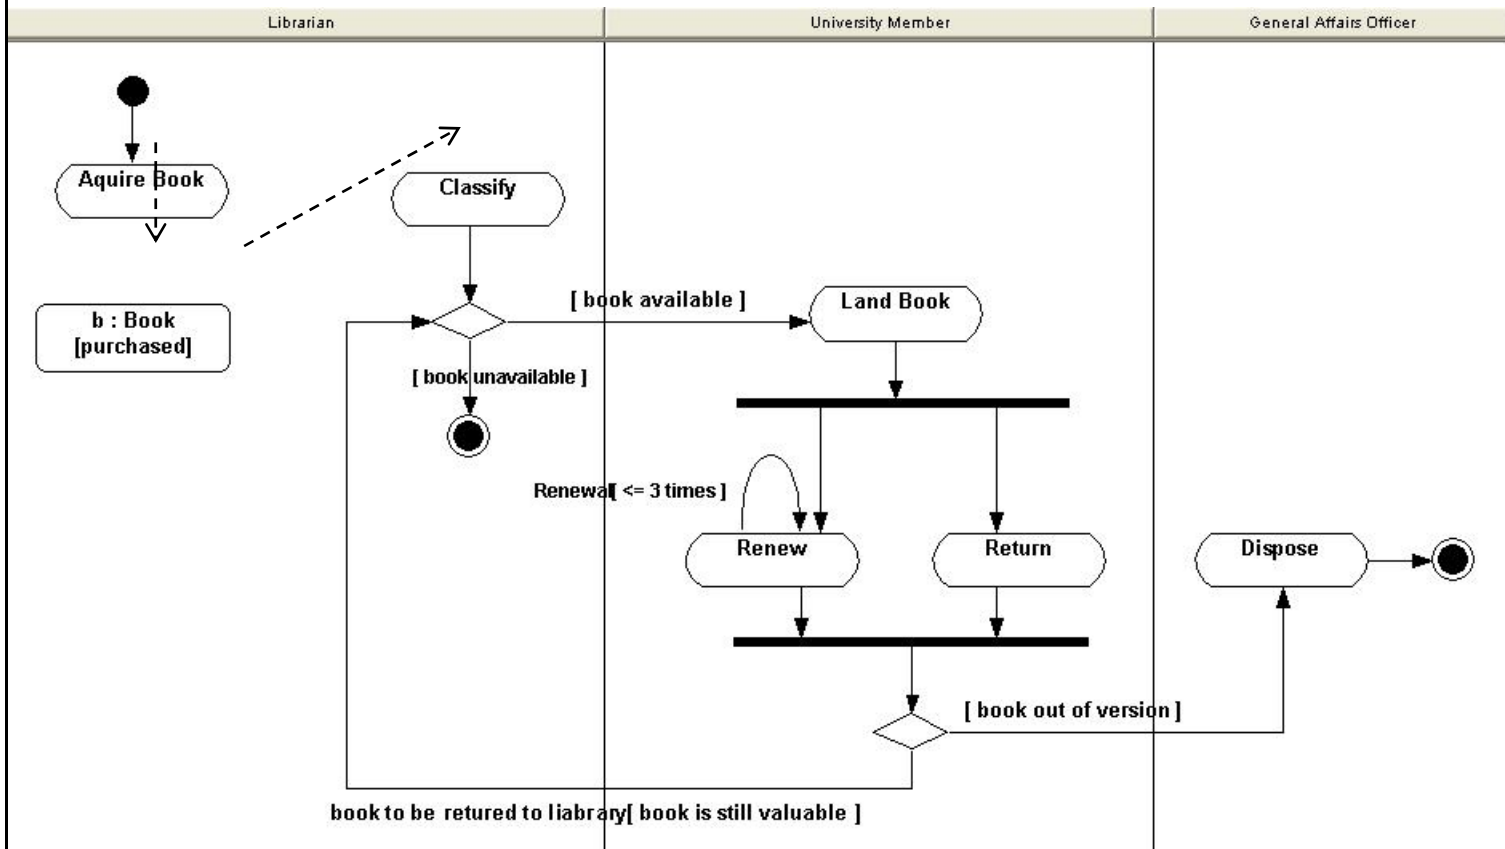 Librarian
University Member
General Affairs Officer
Aquire Book
Classify
b : Book
[purchased]
[ book available ]
Land Book
[ book unavailable ]
Renewal[ <= 3 times ]
Renew
Return
Dispose
[ book out of version ]
book to be retured to liabrary[ book is still valuable ]